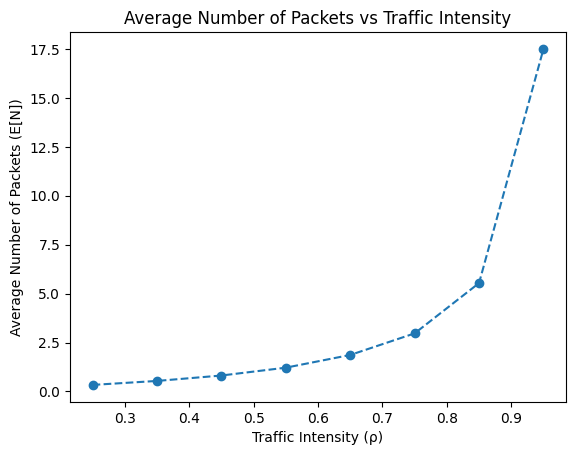 Average Number of Packets vs Traffic Intensity
Average Number of Packets (E[N])
17.5
15.0
12.5
10.0
7.5
5.0
2.5
0.0
0.3 0.4 0.5 0.6 0.7 0.8 0.9
Traffic Intensity (ρ)